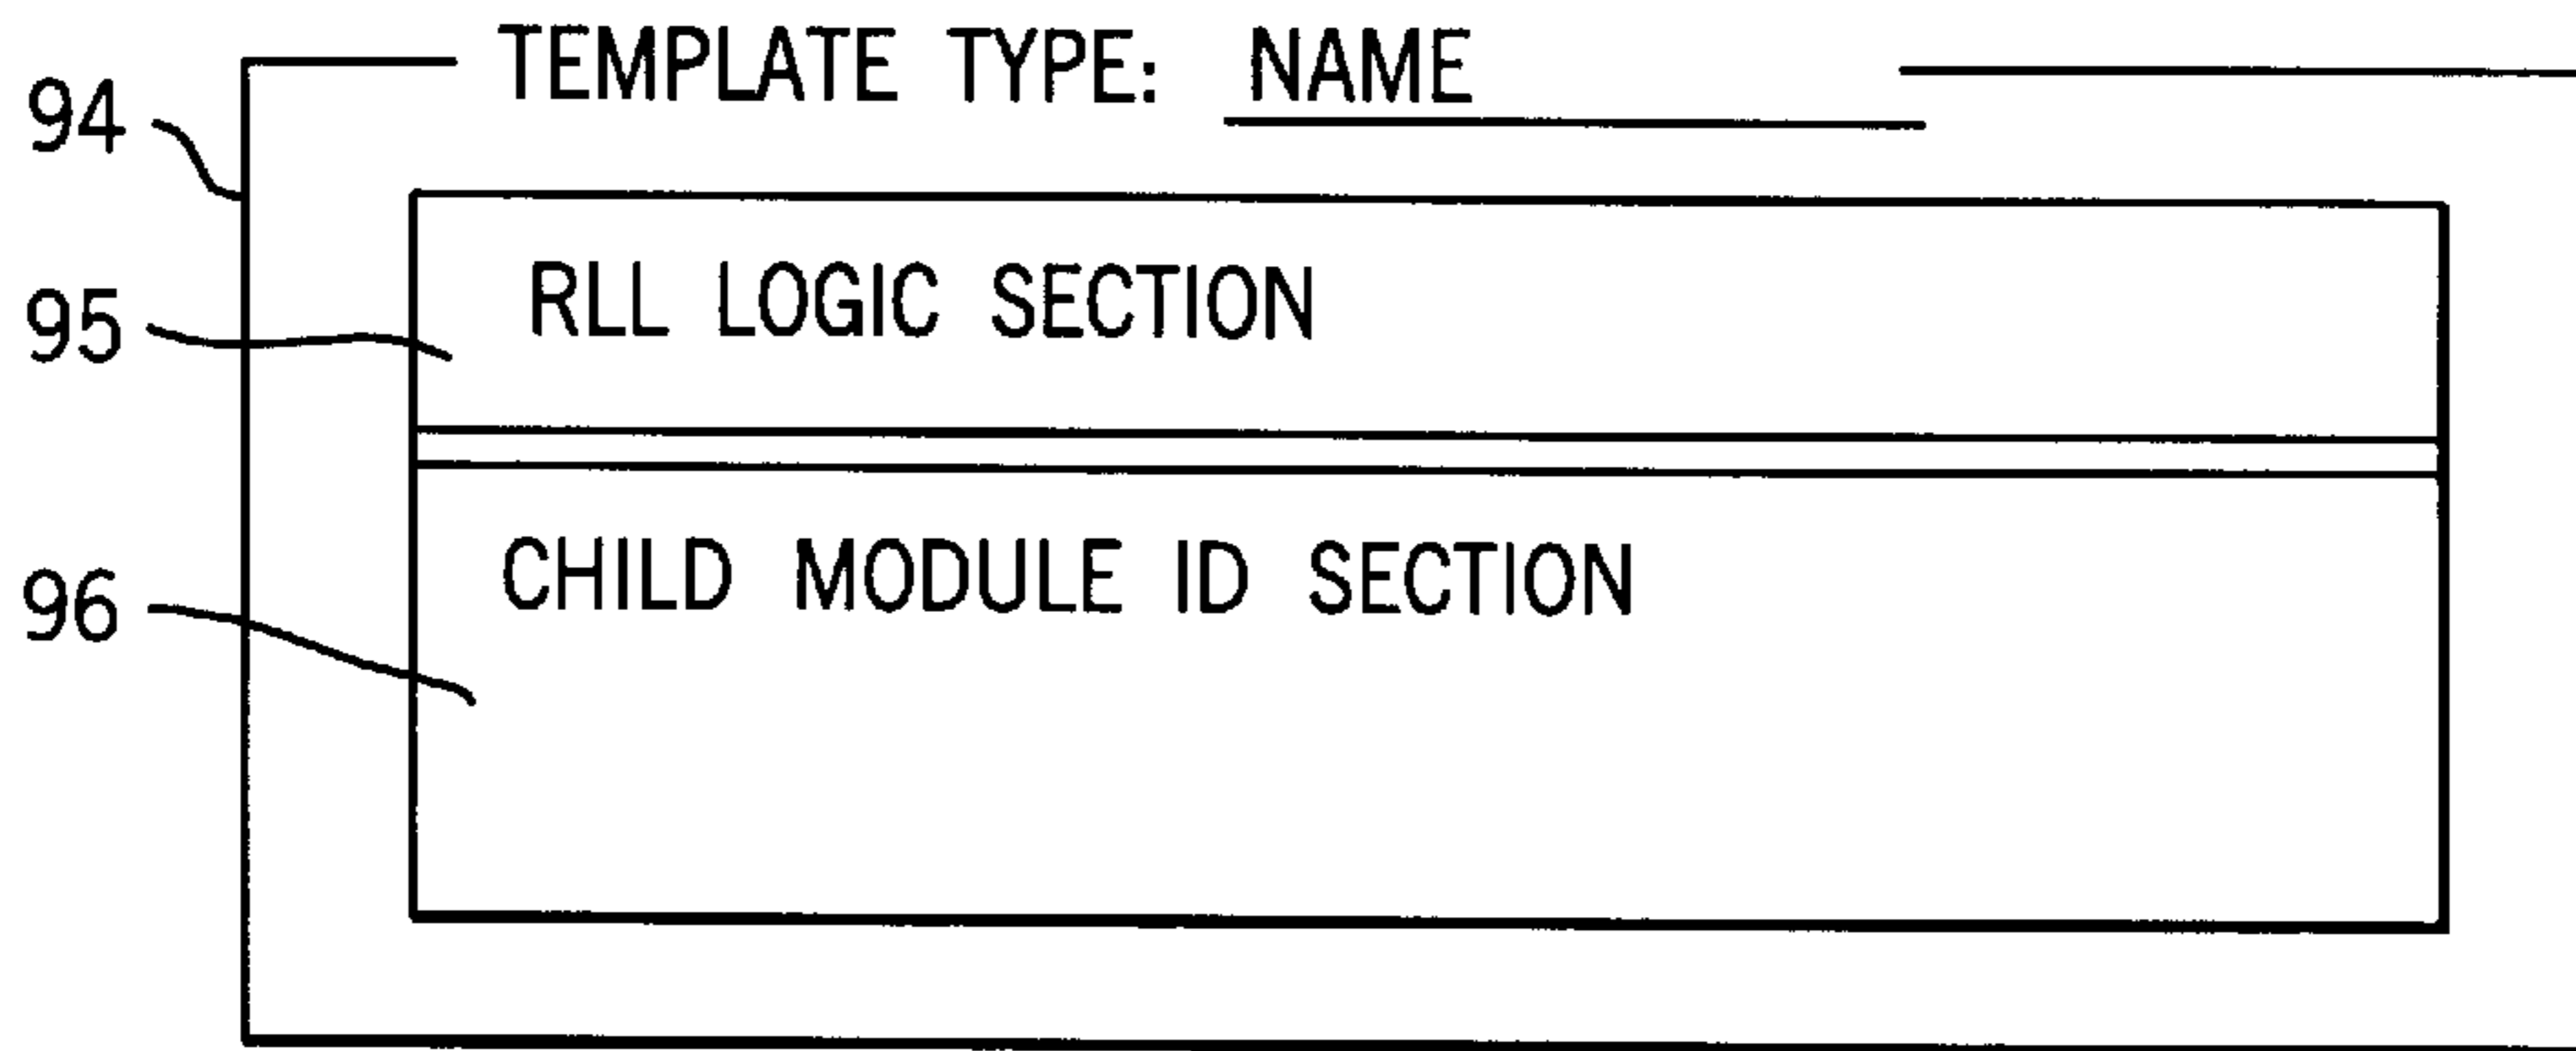 TEMPLATE TYPE: NAME
94
95
RLL LOGIC SECTION
96
CHILD MODULE ID SECTION